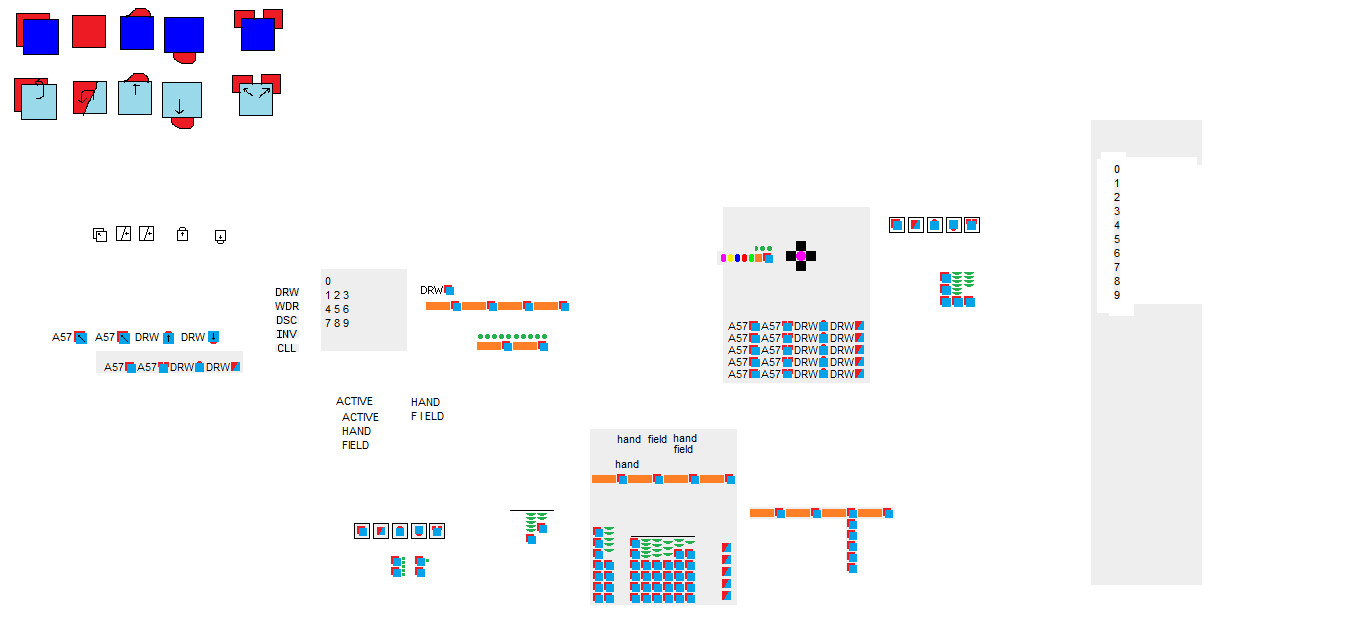 0
1
2
3
4
5
6
7
8
9
DRW
WDR
DSC
INV
CLL
0
1 2 3
4 5 6
7 8 9
DRW
A57 A57 DRW DRW
A57 A57 DRW DRW
A57 A57 DRW DRW
A57 A57 DRW DRW
A57 A57 DRW DRW
A57 A57 DRW DRW
A57 A57 DRW DRW
ACTIVE
ACTIVE
HAND
FIELD
HAND
F I ELD
hand field hand
field
hand